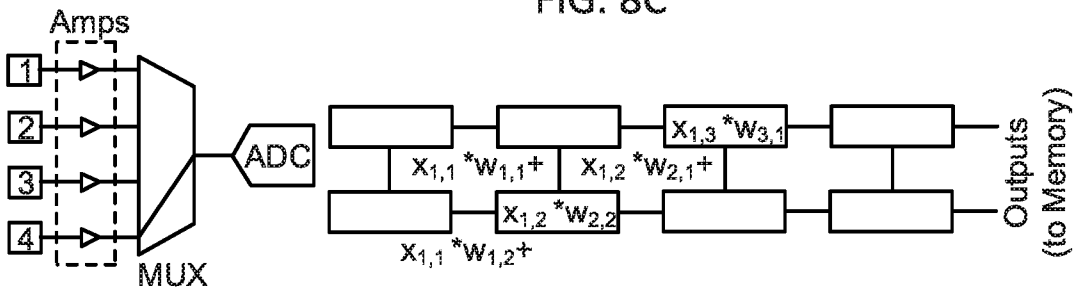 FIG. 8C
Amps
1
2
3
4
MUX
ADC
x1,3 *w3,1
x1,1 *w1,1+
x1,2 *w2,1+
x1,2 *w2,2
x1,1 *w1,2+
Outputs
(to Memory)